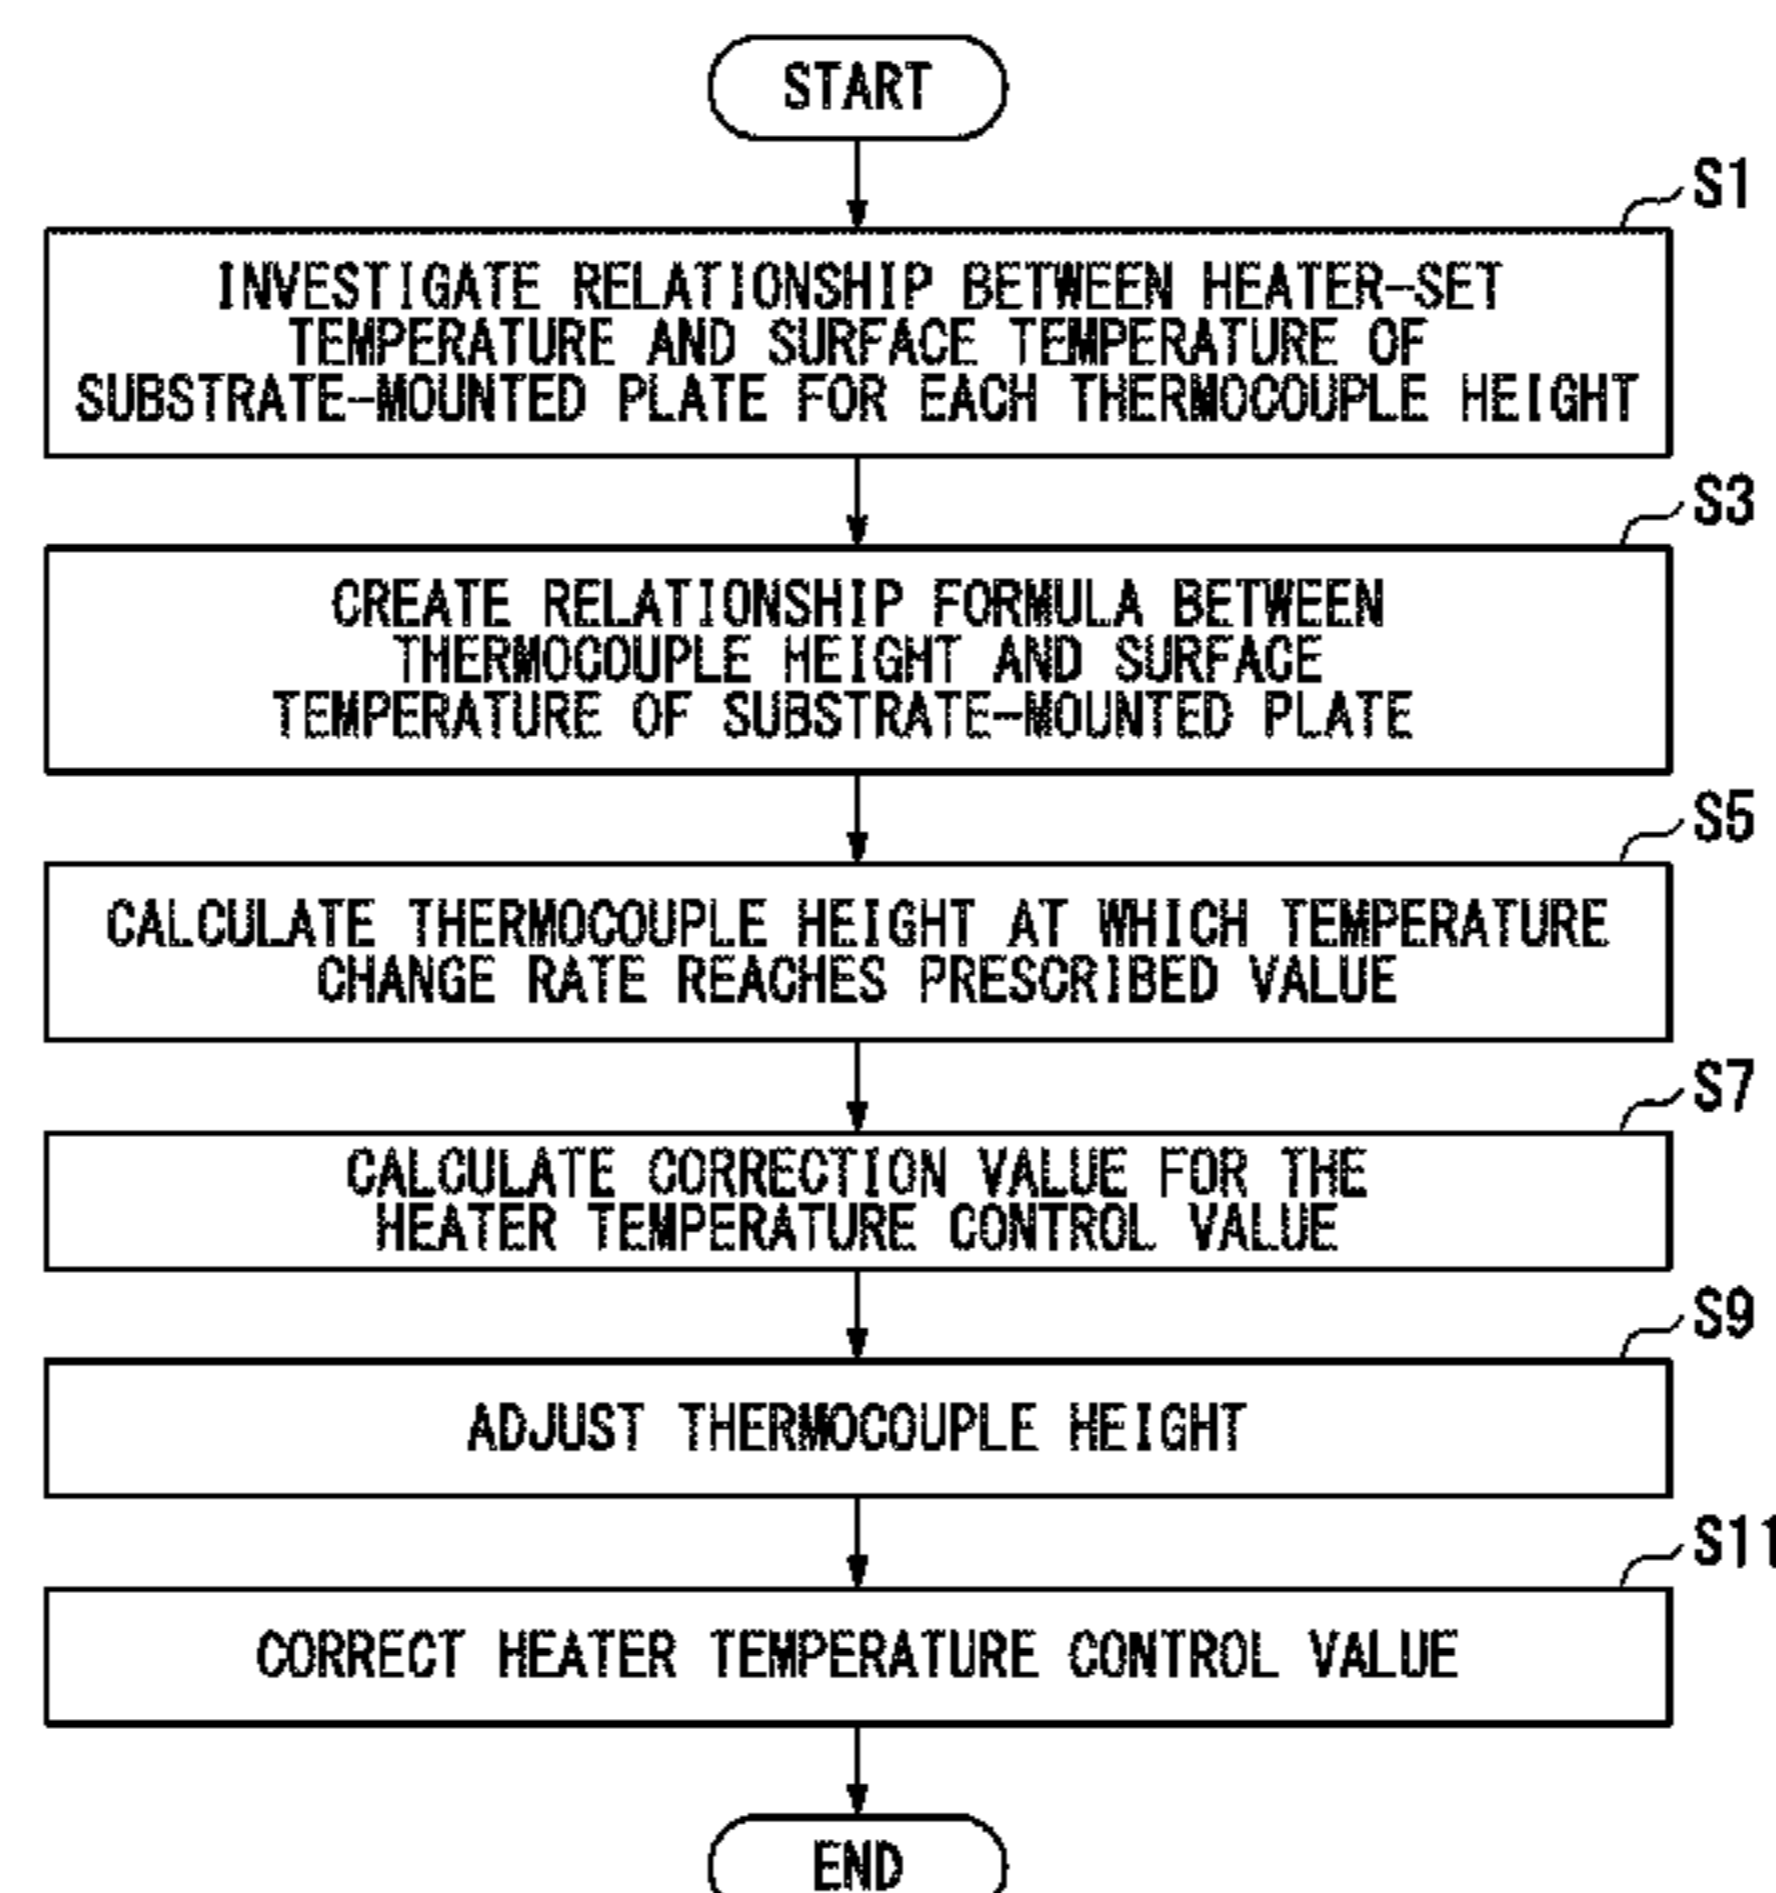 START
S1
INVESTIGATE RELATIONSHIP BETWEEN HEATER-SET
TEMPERATURE AND SURFACE TEMPERATURE OF
SUBSTRATE-MOUNTED PLATE FOR EACH THERMOCOUPLE HEIGHT
S3
CREATE RELATIONSHIP FORMULA BETWEEN
THERMOCOUPLE HEIGHT AND SURFACE
TEMPERATURE OF SUBSTRATE-MOUNTED PLATE
S5
CALCULATE THERMOCOUPLE HEIGHT AT WHICH TEMPERATURE
CHANGE RATE REACHES PRESCRIBED VALUE
S7
CALCULATE CORRECTION VALUE FOR THE
HEATER TEMPERATURE CONTROL VALUE
S9
ADJUST THERMOCOUPLE HEIGHT
S11
CORRECT HEATER TEMPERATURE CONTROL VALUE
END